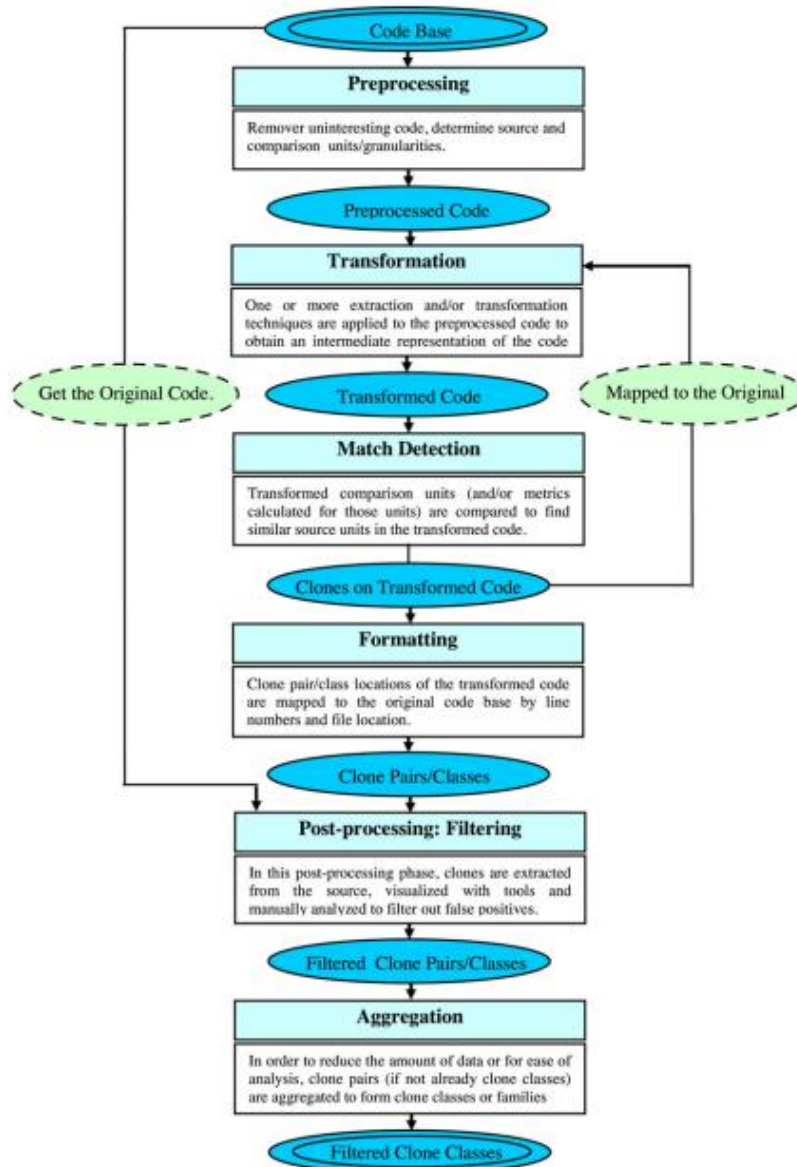 Code Base
Preprocessing
Remover uninteresting code, determine source and
comparison units/granularities.
Preprocessed Code
Transformation
One or more extraction and/or transformation
techniques are applied to the preprocessed code to
obtain an intermediate representation of the code
Get the Original Code.
Transformed Code
Mapped to the Original
Match Detection
Transformed comparison units (and/or metrics
calculated for those units) are compared to find
similar source units in the transformed code.
Clones on Transformed Code
Formatting
Clone pair/class locations of the transformed code
are mapped to the original code base by line
numbers and file location.
Clone Pairs/Classes
Post-processing: Filtering
In this post-processing phase, clones are extracted
from the source, visualized with tools and
manually analyzed to filter out false positives.
Filtered Clone Pairs/Classes
Aggregation
In order to reduce the amount of data or for ease of
analysis, clone pairs (if not already clone classes)
are aggregated to form clone classes or families
Filtered Clone Classes